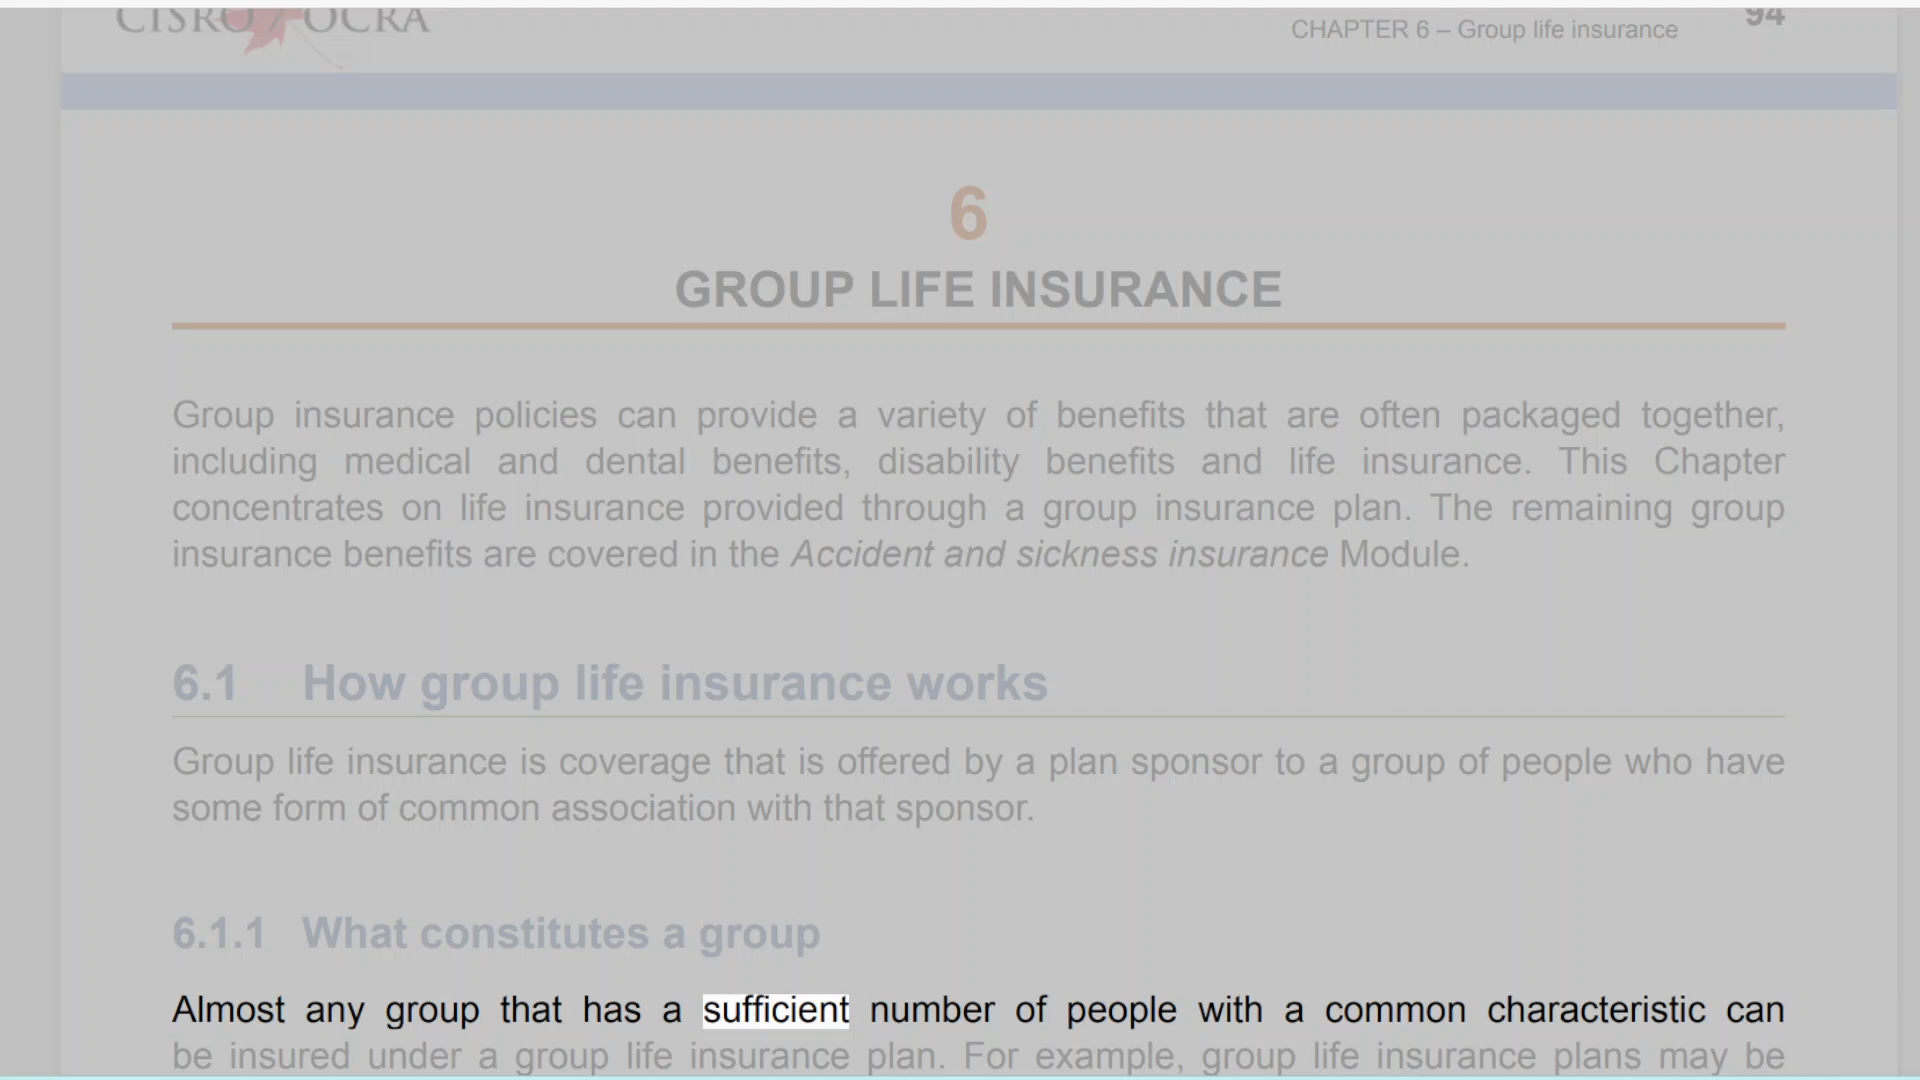 CISRO OCRA
CHAPTER 6 – Group life insurance
94
6
GROUP LIFE INSURANCE
Group insurance policies can provide a variety of benefits that are often packaged together,
including medical and dental benefits, disability benefits and life insurance. This Chapter
concentrates on life insurance provided through a group insurance plan. The remaining group
insurance benefits are covered in the Accident and sickness insurance Module.
6.1 How group life insurance works
Group life insurance is coverage that is offered by a plan sponsor to a group of people who have
some form of common association with that sponsor.
6.1.1 What constitutes a group
Almost any group that has a sufficient number of people with a common characteristic can
be insured under a group life insurance plan. For example, group life insurance plans may be